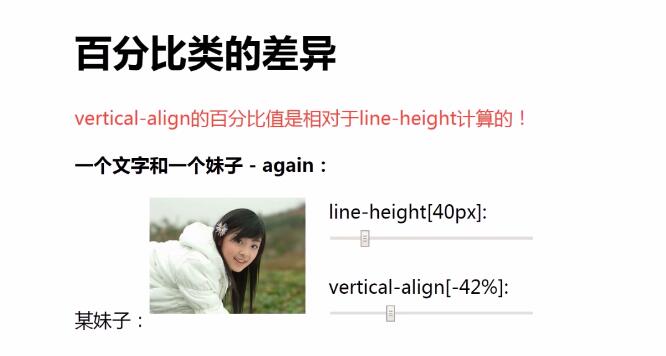 百分比类的差异
vertical-align的百分比值是相对于line-height计算的！
一个文字和一个妹子 - again：
line-height[40px]:
vertical-align[-42%]:
某妹子：